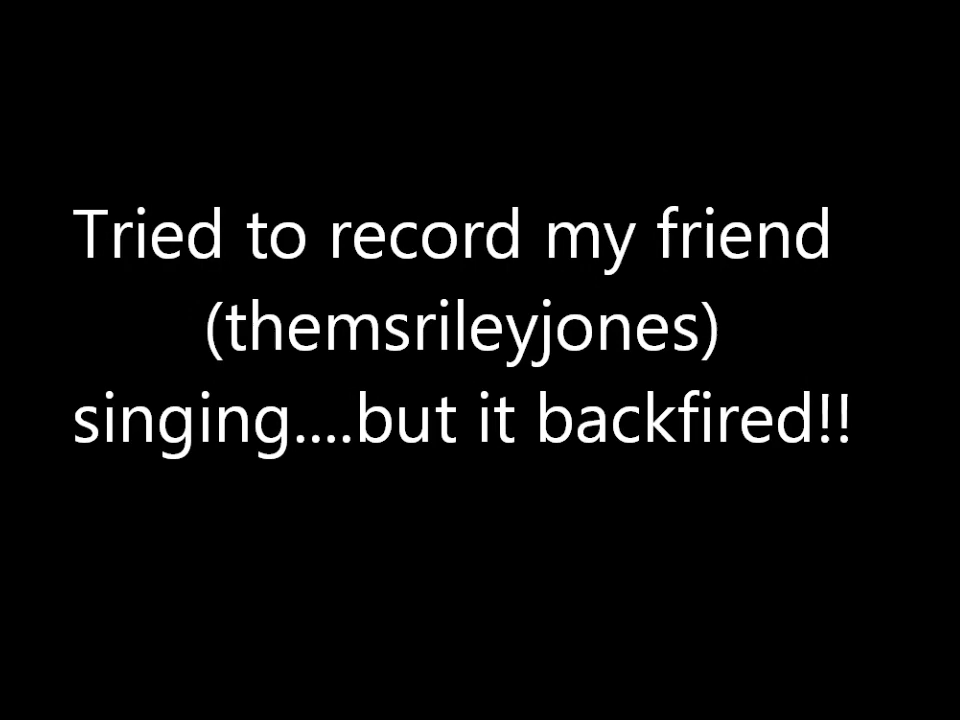 Tried to record my friend
(themsrileyjones)
singing....but it backfired!!